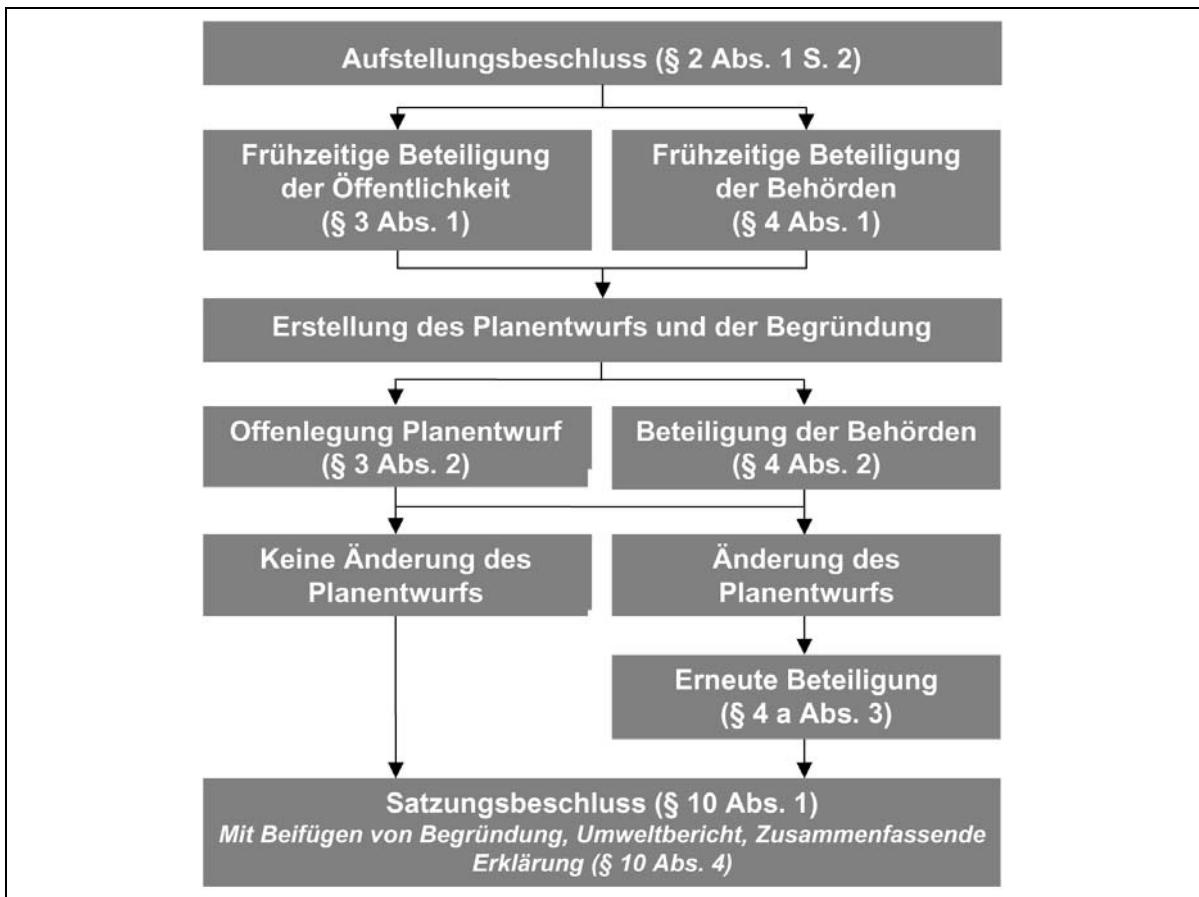 Aufstellungsbeschluss (§ 2 Abs. 1 S. 2)
Frühzeitige Beteiligung
der Öffentlichkeit
(§ 3 Abs. 1)
Frühzeitige Beteiligung
der Behörden
(§ 4 Abs. 1)
Erstellung des Planentwurfs und der Begründung
Offenlegung Planentwurf
(§ 3 Abs. 2)
Beteiligung der Behörden
(§ 4 Abs. 2)
Keine Änderung des
Planentwurfs
Änderung des
Planentwurfs
Erneute Beteiligung
(§ 4 a Abs. 3)
Satzungsbeschluss (§ 10 Abs. 1)
Mit Beifügen von Begründung, Umweltbericht, Zusammenfassende
Erklärung (§ 10 Abs. 4)